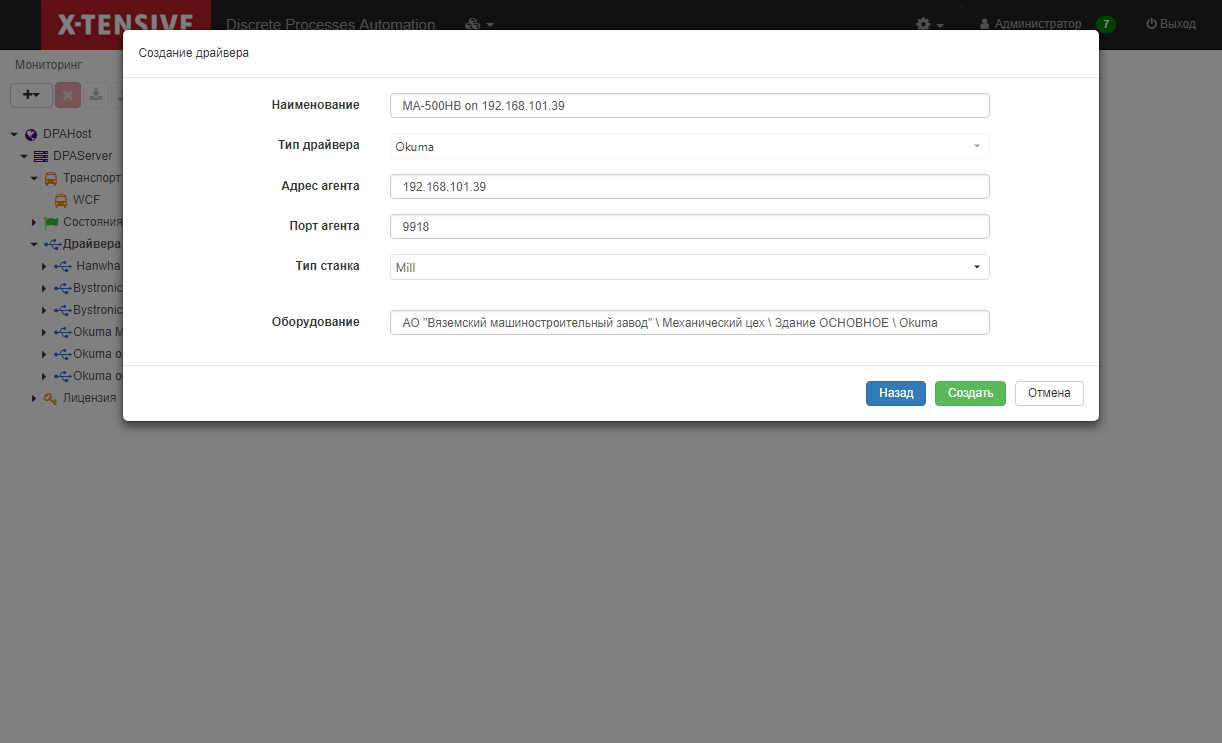 X-TENSIVE Discrete Processes Automation Администратор 7 Выход
Мониторинг
Создание драйвера
Наименование MA-500HB on 192.168.101.39
Тип драйвера Okuma
Адрес агента 192.168.101.39
Порт агента 9918
Тип станка Mill
Оборудование АО "Вяземский машиностроительный завод" \ Механический цех \ Здание ОСНОВНОЕ \ Okuma
Назад Создать Отмена
DPAHost
DPAServer
Транспорт
WCF
Состояния
Драйвера
Hanwha
Bystronic
Bystronic
Okuma M
Okuma o
Okuma o
Лицензия